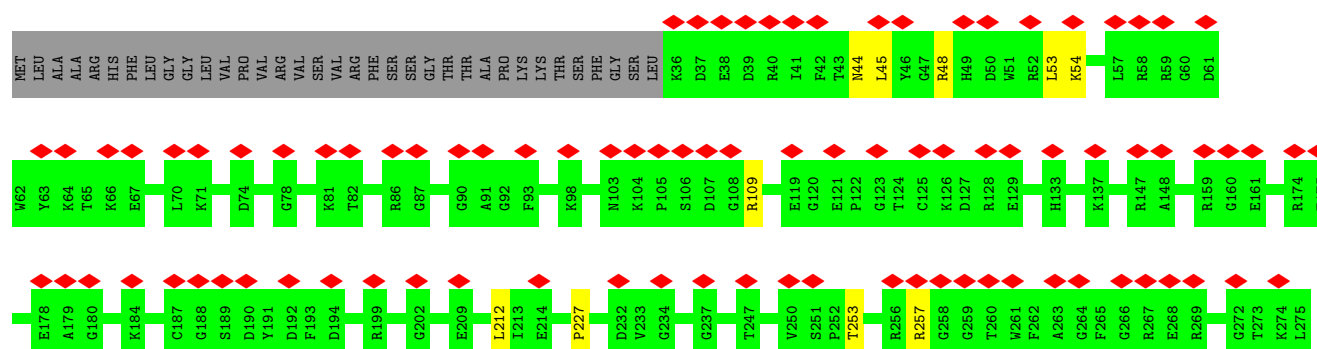 MET LEU ALA ALA ARG HIS PHE LEU GLY GLY LEU VAL PRO VAL ARG VAL SER VAL ARG PHE SER SER GLY THR THR ALA PRO LYS LYS THR SER PHE GLY SER LEU K36 D37 E38 D39 R40 I41 F42 T43 N44 L45 Y46 G47 R48 H49 D50 W51 R52 L53 K54 L57 R58 R59 G60 D61
W62 Y63 K64 T65 K66 E67 L70 K71 D74 G78 K81 T82 R86 G87 G90 A91 G92 F93 K98 N103 K104 P105 S106 D107 G108 R109 E119 G120 E121 P122 G123 T124 C125 K126 D127 R128 E129 H133 K137 R147 A148 R159 G160 E161 R174
E178 A179 G180 K184 C187 G188 S189 D190 Y191 D192 F193 D194 R199 G202 E209 L212 I213 E214 P227 D232 V233 G234 G237 T247 V250 S251 P252 T253 R256 R257 G258 G259 T260 W261 F262 A263 G264 F265 G266 R267 E268 R269 G272 T273 K274 L275